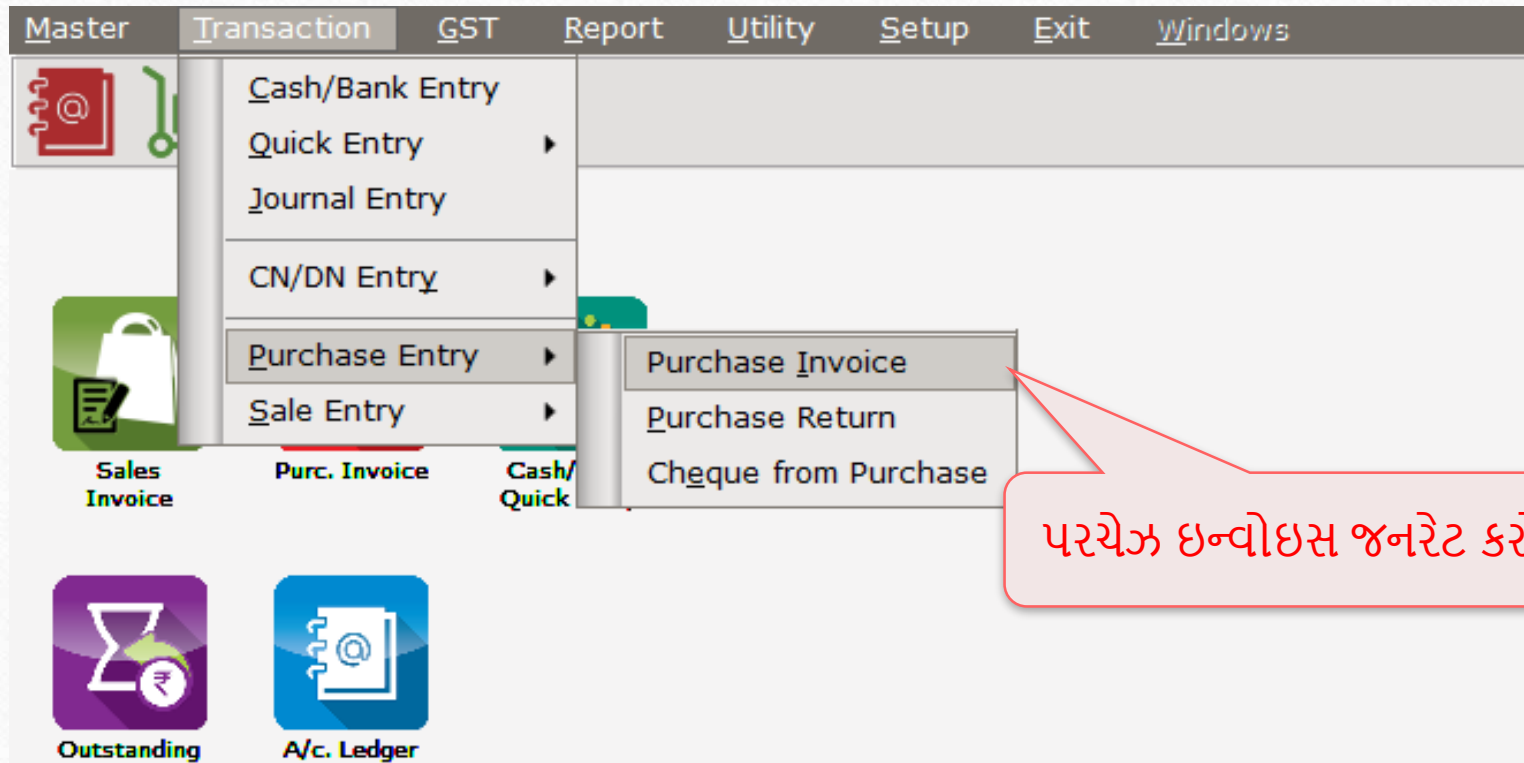 Master Transaction GST Report Utility Setup Exit Windows
Cash/Bank Entry
Quick Entry
Journal Entry
CN/DN Entry
Purchase Entry
Sale Entry
Purchase Invoice
Purchase Return
Cheque from Purchase
પરચેઝ ઇન્વોઇસ જનરેટ
Sales
Invoice
Purc. Invoice
Cash/
Quick
Outstanding
A/c. Ledger